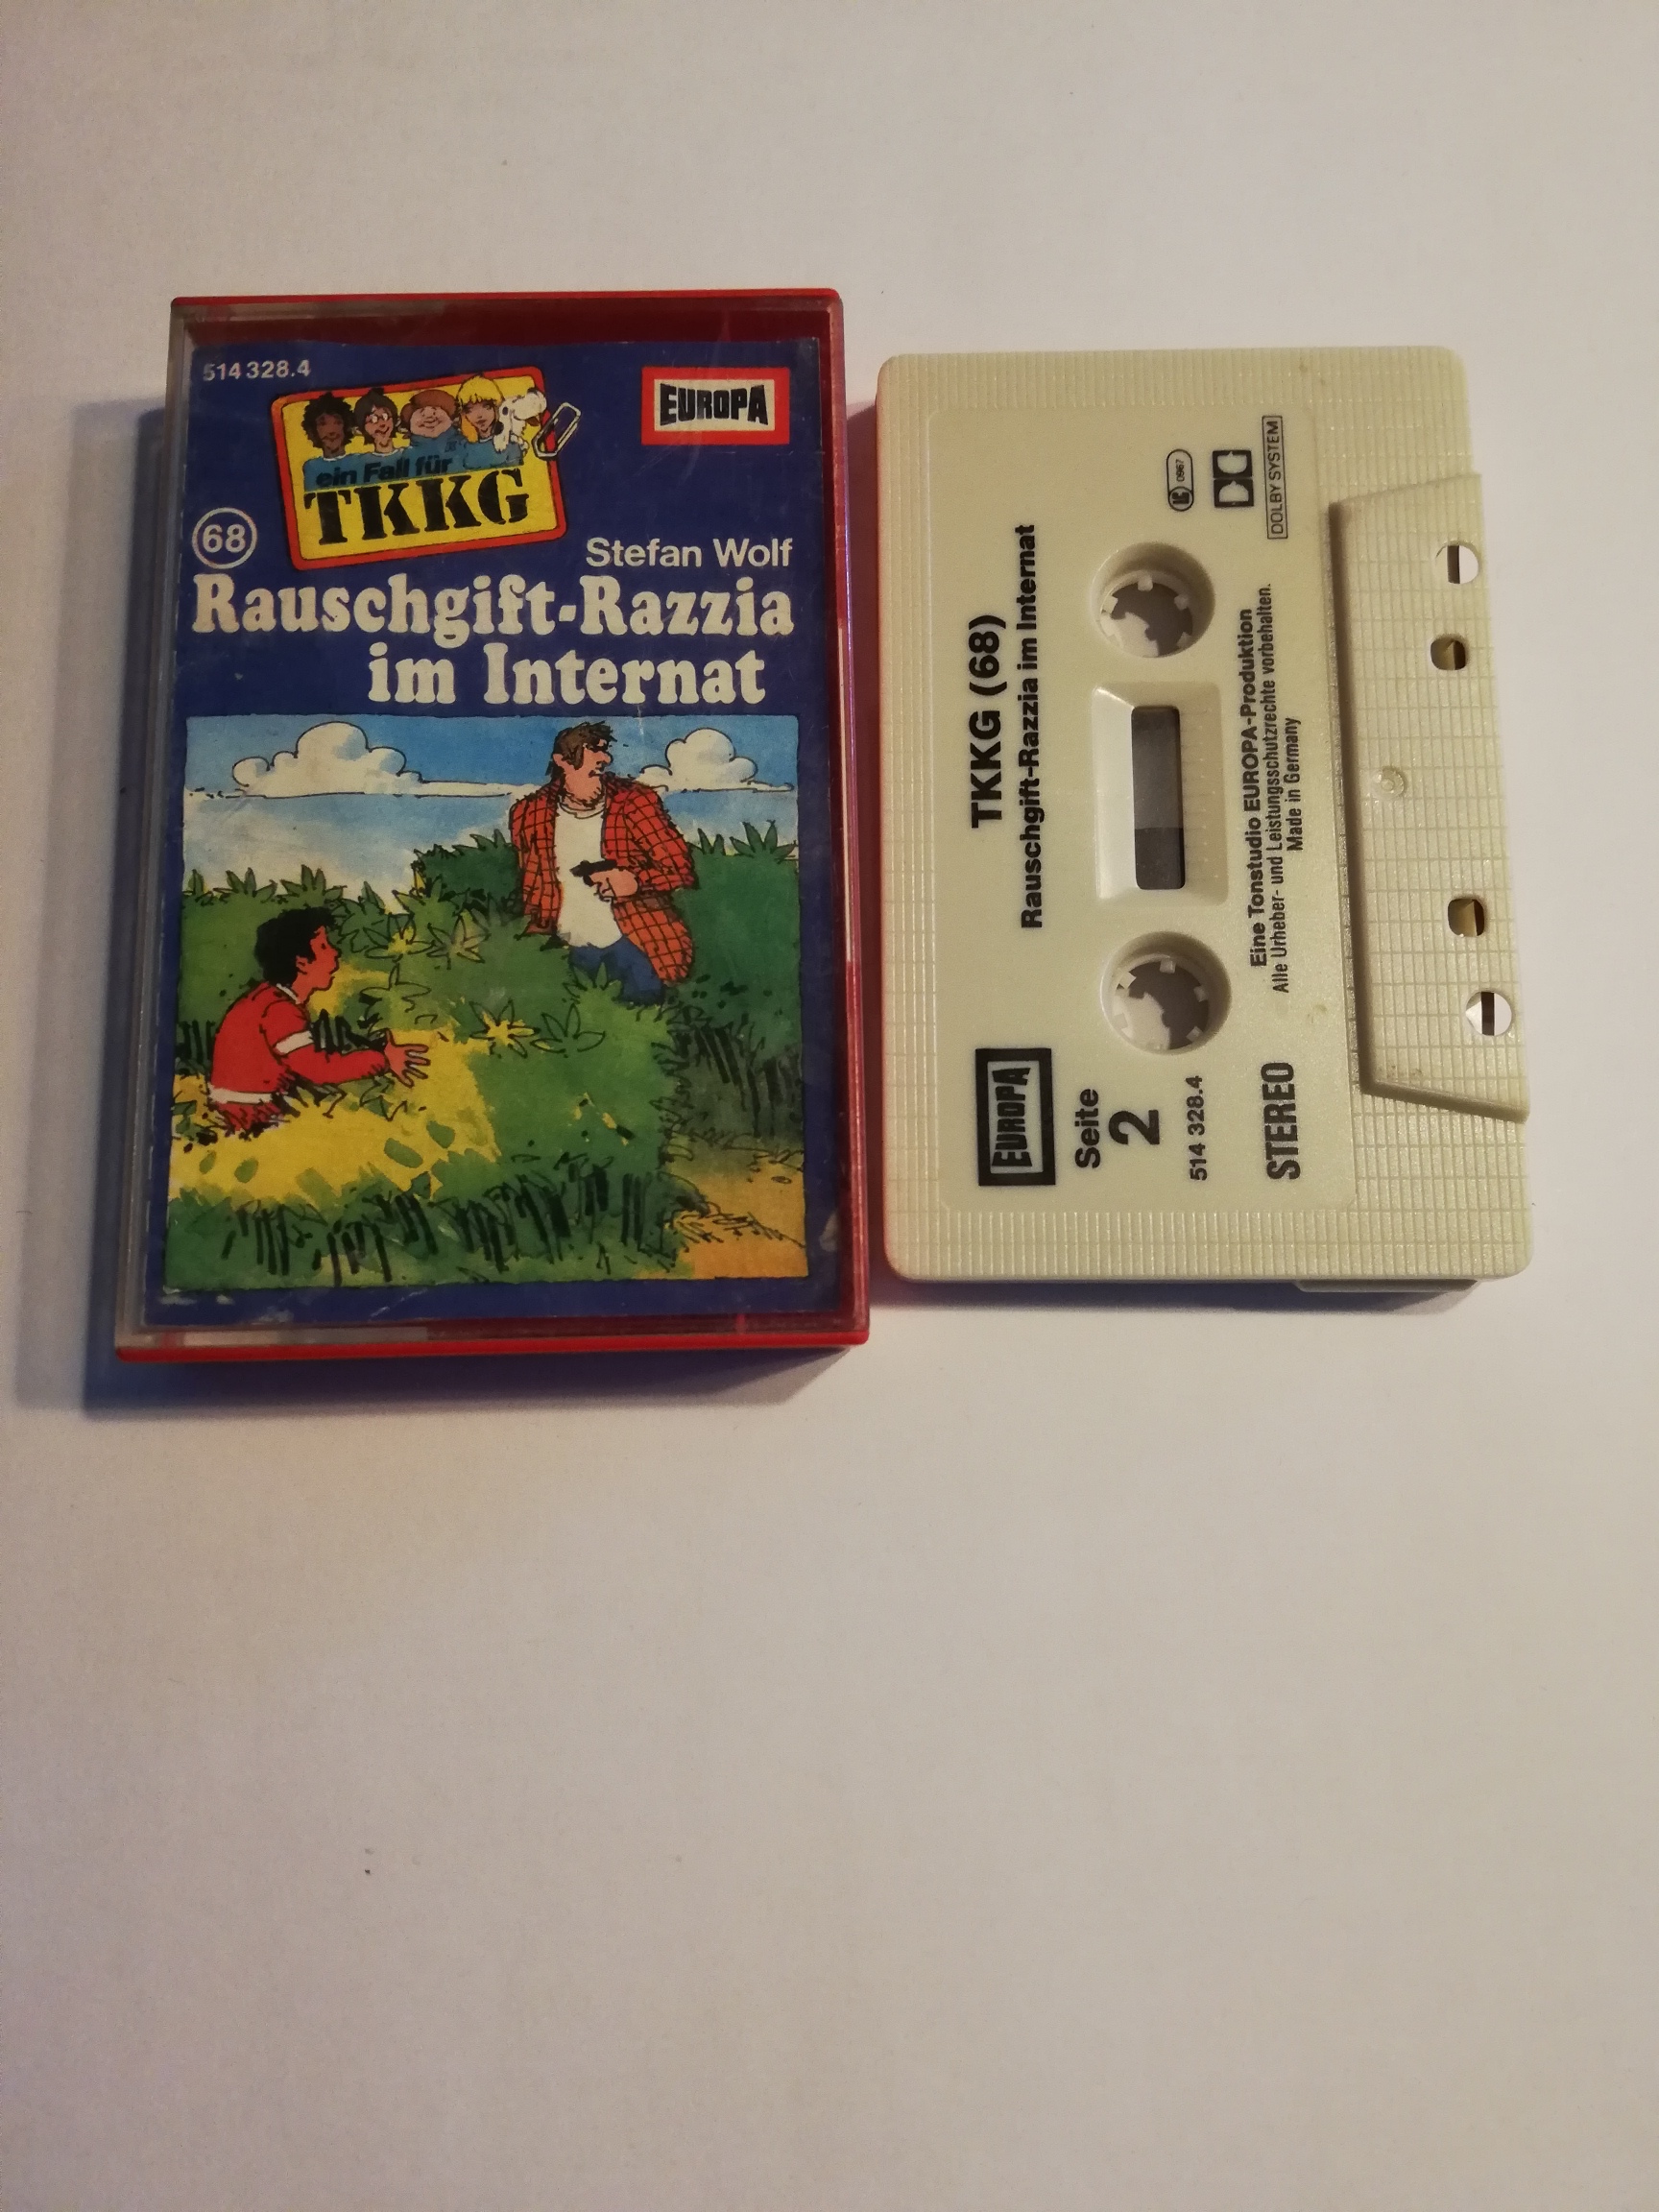 514 328.4
EUROPA
ein Fall für
TKKG
68
Stefan Wolf
Rauschgift-Razzia
im Internat
TKKG (68)
Rauschgift-Razzia im Internat
EUROPA
Seite
2
514 328.4
STEREO
LC 0967
DOLBY SYSTEM
Eine Tonstudio EUROPA-Produktion
Alle Urheber- und Leistungsschutzrechte vorbehalten.
Made in Germany